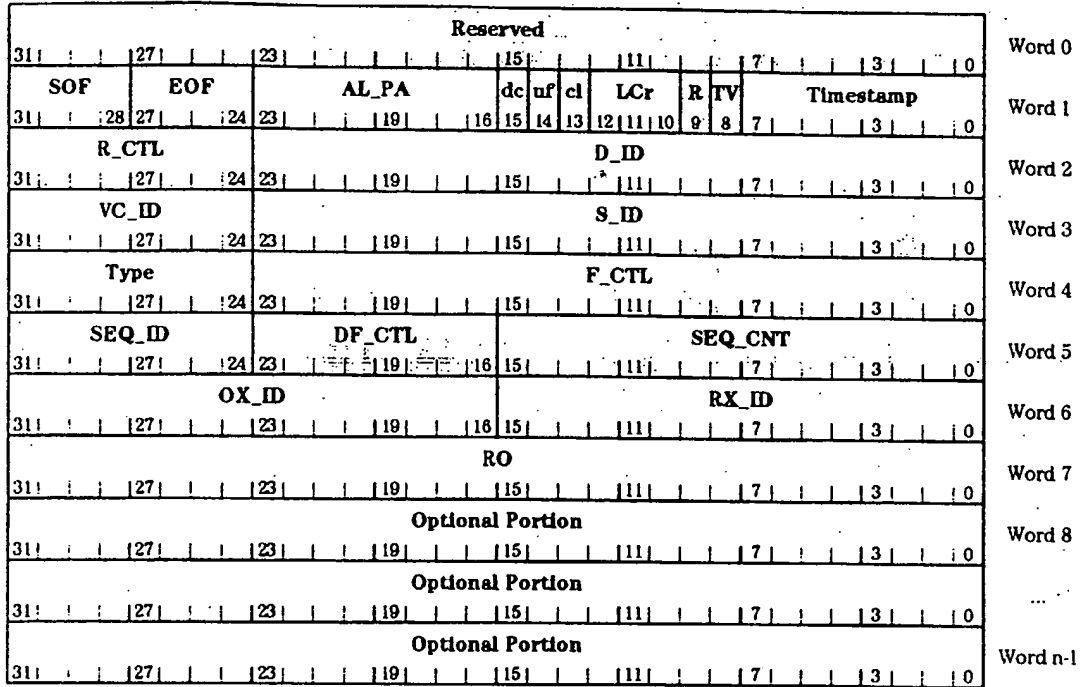 Reserved
31 27 23 15 11 7 3 0 Word 0
SOF EOF AL_PA dc uf cl LCr R TV Timestamp
31 28 27 24 23 19 16 15 14 13 12 11 10 9 8 7 3 0 Word 1
R_CTL D_ID
31 27 24 23 19 15 11 7 3 0 Word 2
VC_ID S_ID
31 27 24 23 19 15 11 7 3 0 Word 3
Type F_CTL
31 27 24 23 19 15 11 7 3 0 Word 4
SEQ_ID DF_CTL SEQ_CNT
31 27 24 23 19 16 15 11 7 3 0 Word 5
OX_ID RX_ID
31 27 23 19 16 15 11 7 3 0 Word 6
RO
31 27 23 19 15 11 7 3 0 Word 7
Optional Portion
31 27 23 19 15 11 7 3 0 Word 8
Optional Portion
31 27 23 19 15 11 7 3 0 ...
Optional Portion
31 27 23 19 15 11 7 3 0 Word n-1